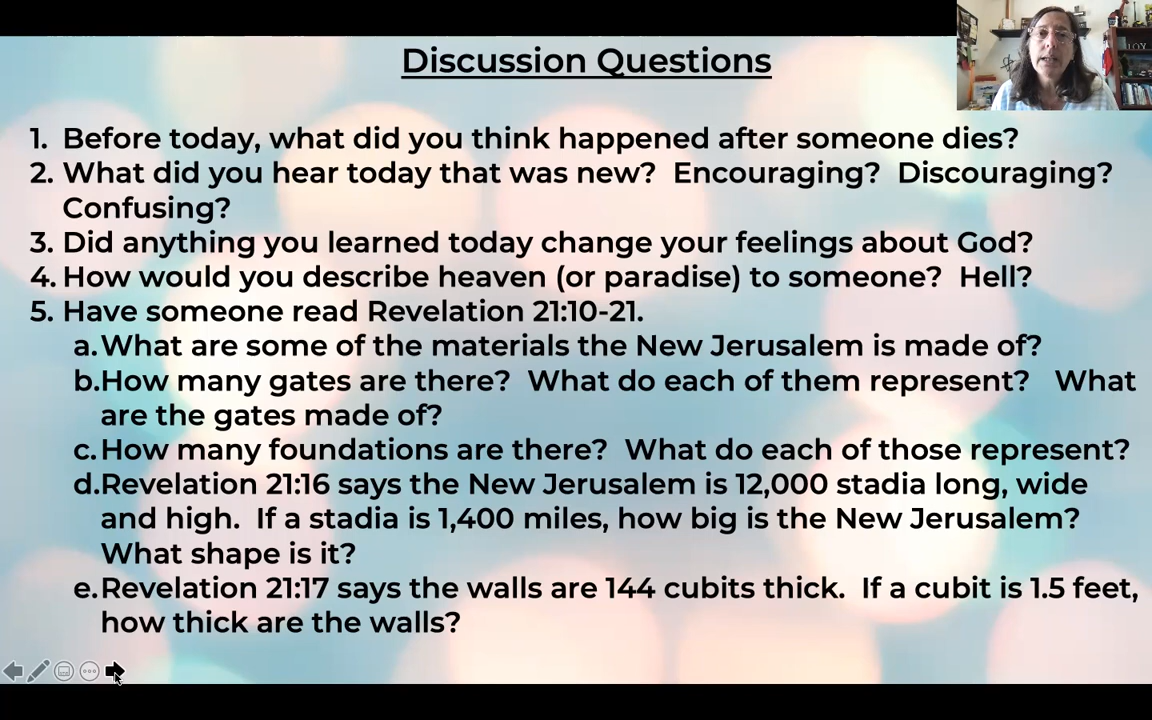 Discussion Questions
1. Before today, what did you think happened after someone dies?
2. What did you hear today that was new?  Encouraging?  Discouraging?
Confusing?
3. Did anything you learned today change your feelings about God?
4. How would you describe heaven (or paradise) to someone?  Hell?
5. Have someone read Revelation 21:10-21.
a. What are some of the materials the New Jerusalem is made of?
b. How many gates are there?  What do each of them represent?   What
are the gates made of?
c. How many foundations are there?  What do each of those represent?
d. Revelation 21:16 says the New Jerusalem is 12,000 stadia long, wide
and high.  If a stadia is 1,400 miles, how big is the New Jerusalem?
What shape is it?
e. Revelation 21:17 says the walls are 144 cubits thick.  If a cubit is 1.5 feet,
how thick are the walls?